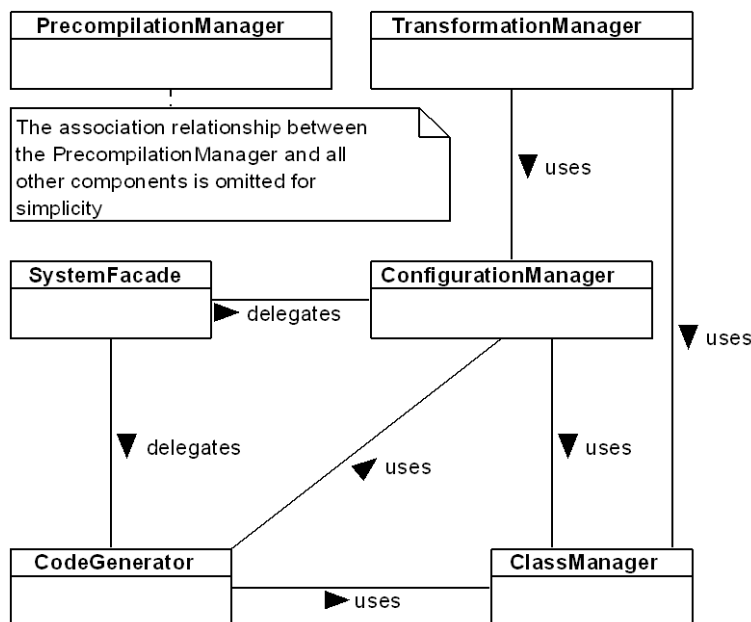 PrecompilationManager
TransformationManager
The association relationship between
the PrecompilationManager and all
other components is omitted for
simplicity
uses
SystemFacade
ConfigurationManager
delegates
uses
delegates
uses
uses
CodeGenerator
ClassManager
uses